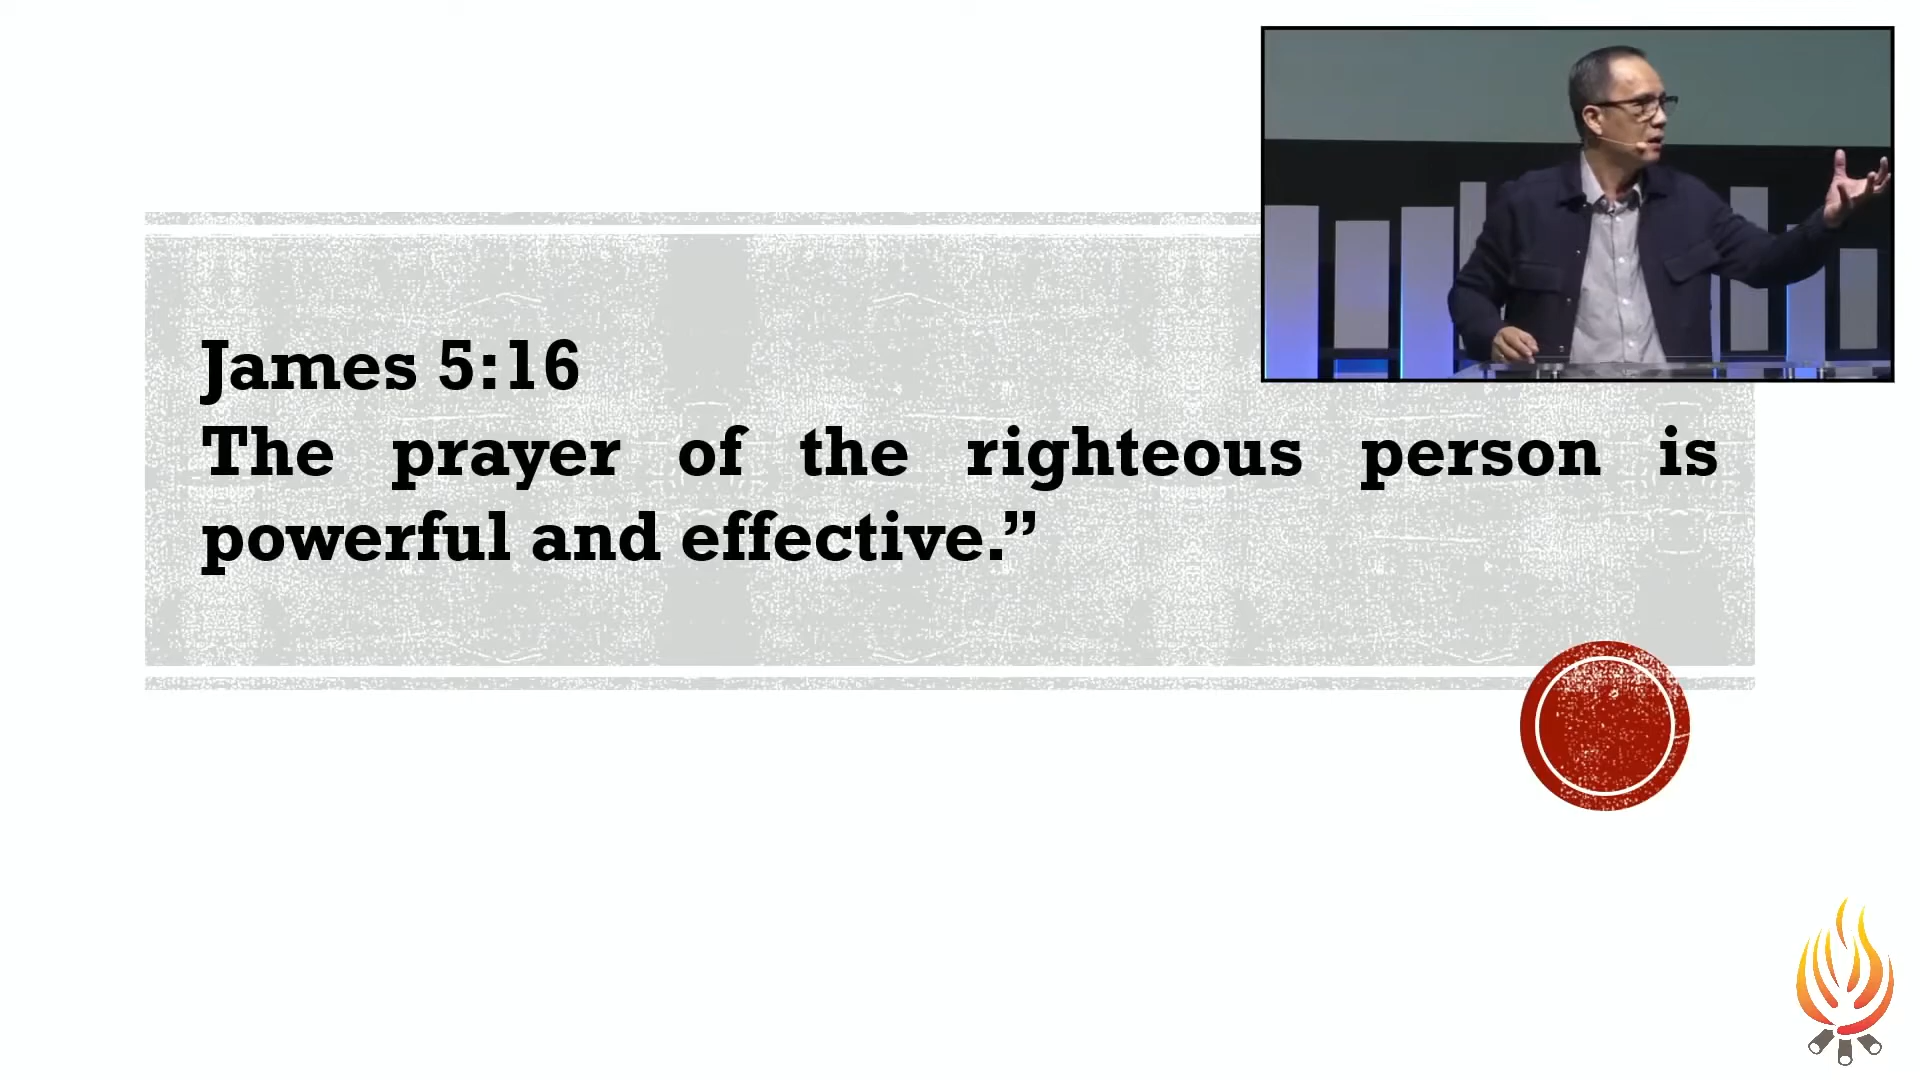 James 5:16
The prayer of the righteous person is
powerful and effective.”